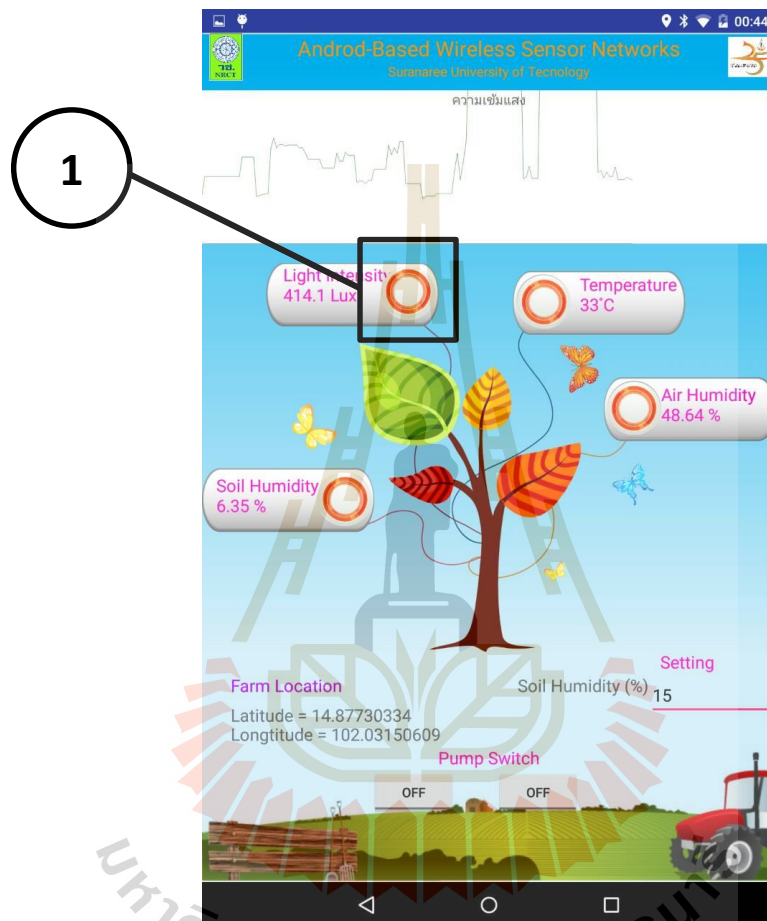 00:44
วช.
NRCT
Androd-Based Wireless Sensor Networks
Suranaree University of Tecnology
ความเข้มแสง
1
Light Intensity
414.1 Lux
Temperature
33°C
Air Humidity
48.64 %
Soil Humidity
6.35 %
Setting
Farm Location
Soil Humidity (%) 15
Latitude = 14.87730334
Longtitude = 102.03150609
Pump Switch
OFF OFF